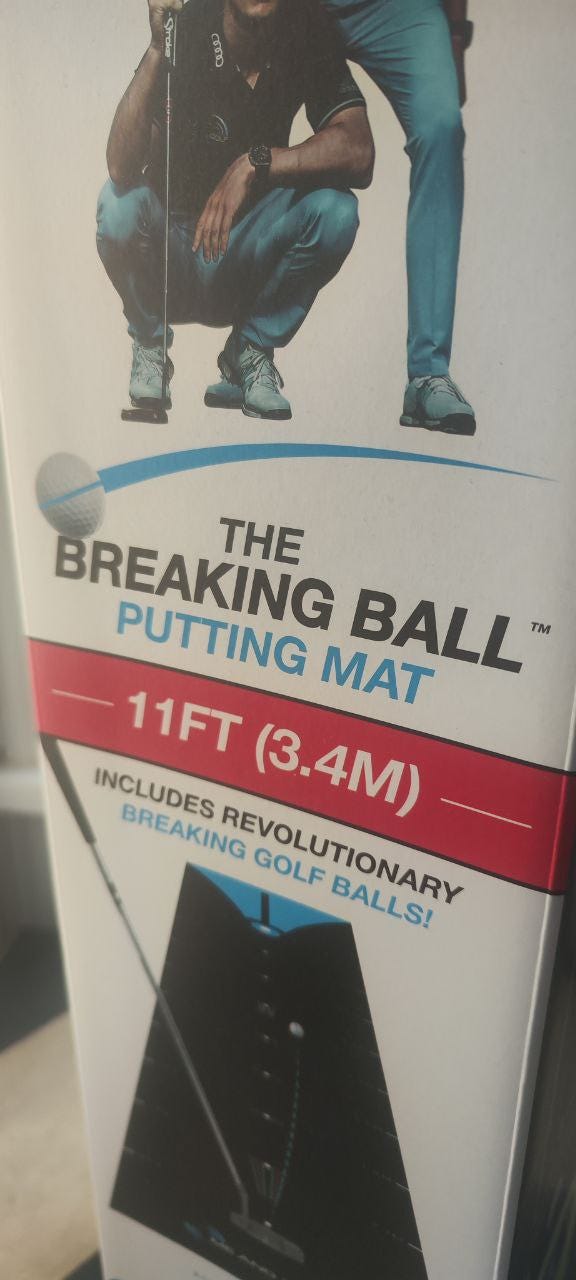 THE
BREAKING BALL™
PUTTING MAT
11FT (3.4M)
INCLUDES REVOLUTIONARY
BREAKING GOLF BALLS!